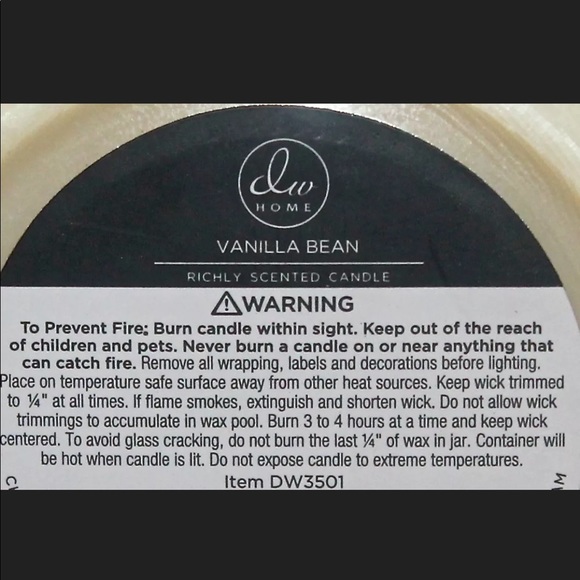 dw
HOME
VANILLA BEAN
RICHLY SCENTED CANDLE
⚠WARNING
To Prevent Fire: Burn candle within sight. Keep out of the reach
of children and pets. Never burn a candle on or near anything that
can catch fire. Remove all wrapping, labels and decorations before lighting.
Place on temperature safe surface away from other heat sources. Keep wick trimmed
to ¼" at all times. If flame smokes, extinguish and shorten wick. Do not allow wick
trimmings to accumulate in wax pool. Burn 3 to 4 hours at a time and keep wick
centered. To avoid glass cracking, do not burn the last ¼" of wax in jar. Container will
be hot when candle is lit. Do not expose candle to extreme temperatures.
Item DW3501